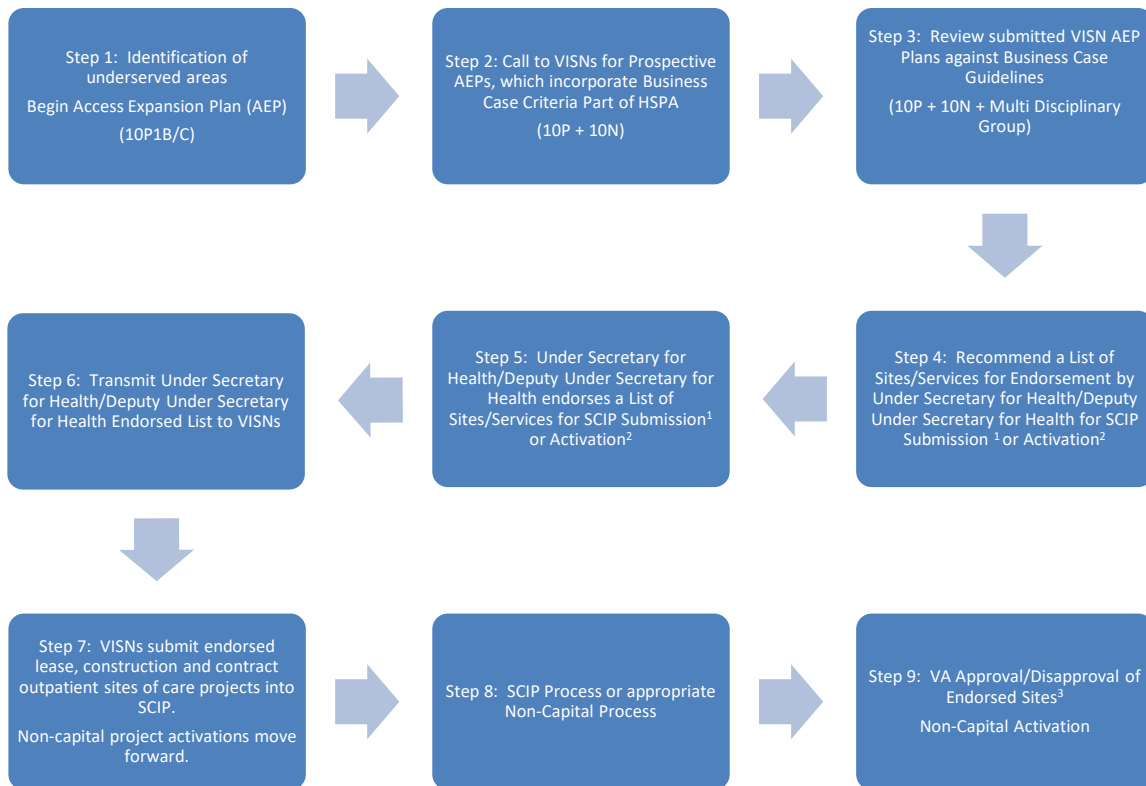 Step 1: Identification of
underserved areas
Begin Access Expansion Plan (AEP)
(10P1B/C)
Step 2: Call to VISNs for Prospective
AEPs, which incorporate Business
Case Criteria Part of HSPA
(10P + 10N)
Step 3: Review submitted VISN AEP
Plans against Business Case
Guidelines
(10P + 10N + Multi Disciplinary
Group)
Step 4: Recommend a List of
Sites/Services for Endorsement by
Under Secretary for Health/Deputy
Under Secretary for Health for SCIP
Submission ¹ or Activation²
Step 5: Under Secretary for
Health/Deputy Under Secretary for
Health endorses a List of
Sites/Services for SCIP Submission¹
or Activation²
Step 6: Transmit Under Secretary
for Health/Deputy Under Secretary
for Health Endorsed List to VISNs
Step 7: VISNs submit endorsed
lease, construction and contract
outpatient sites of care projects into
SCIP.
Non-capital project activations move
forward.
Step 8: SCIP Process or appropriate
Non-Capital Process
Step 9: VA Approval/Disapproval of
Endorsed Sites³
Non-Capital Activation